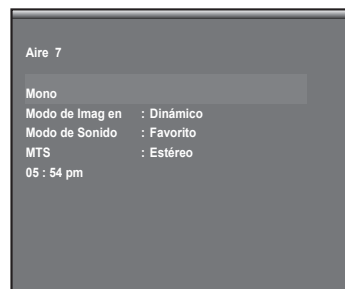 Aire 7
Mono
Modo de Imag en : Dinámico
Modo de Sonido : Favorito
MTS : Estéreo
05 : 54 pm